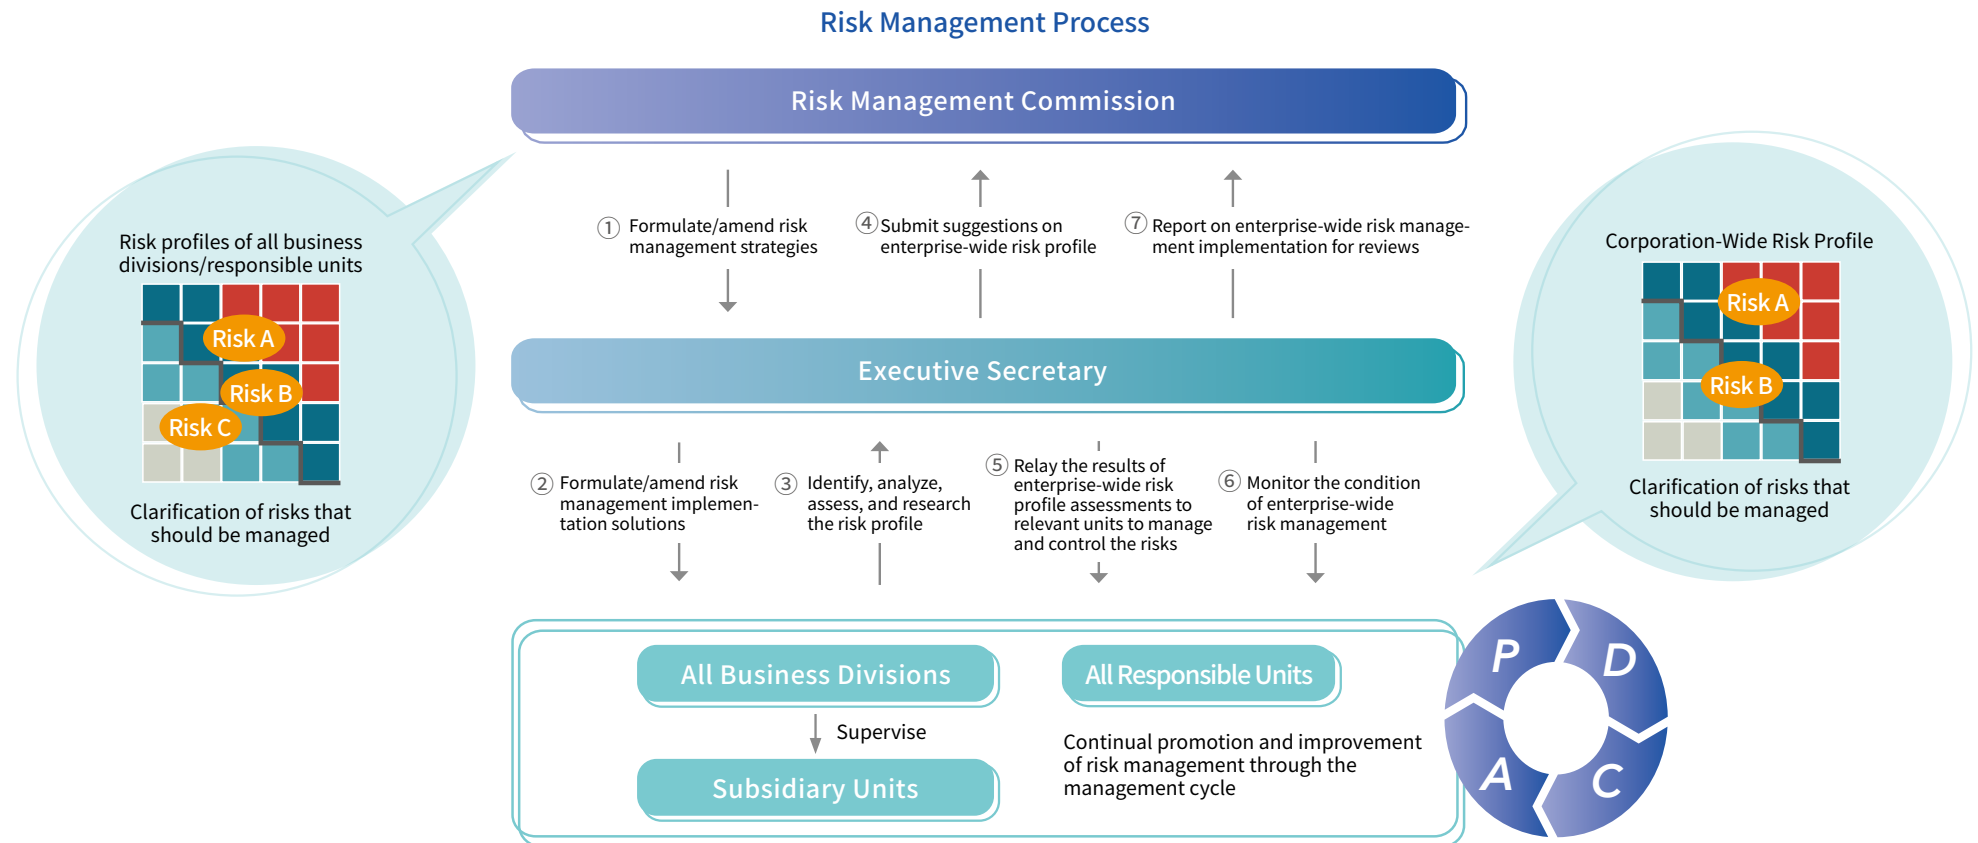 Risk Management Process
Risk Management Commission
Risk profiles of all business
divisions/responsible units
Risk A
Risk B
Risk C
Clarification of risks that
should be managed
① Formulate/amend risk
management strategies
④ Submit suggestions on
enterprise-wide risk profile
⑦ Report on enterprise-wide risk manage-
ment implementation for reviews
Corporation-Wide Risk Profile
Risk A
Risk B
Clarification of risks that
should be managed
Executive Secretary
② Formulate/amend risk
management implemen-
tation solutions
③ Identify, analyze,
assess, and research
the risk profile
⑤ Relay the results of
enterprise-wide risk
profile assessments to
relevant units to manage
and control the risks
⑥ Monitor the condition
of enterprise-wide
risk management
All Business Divisions
Supervise
Subsidiary Units
All Responsible Units
Continual promotion and improvement
of risk management through the
management cycle
P
D
C
A